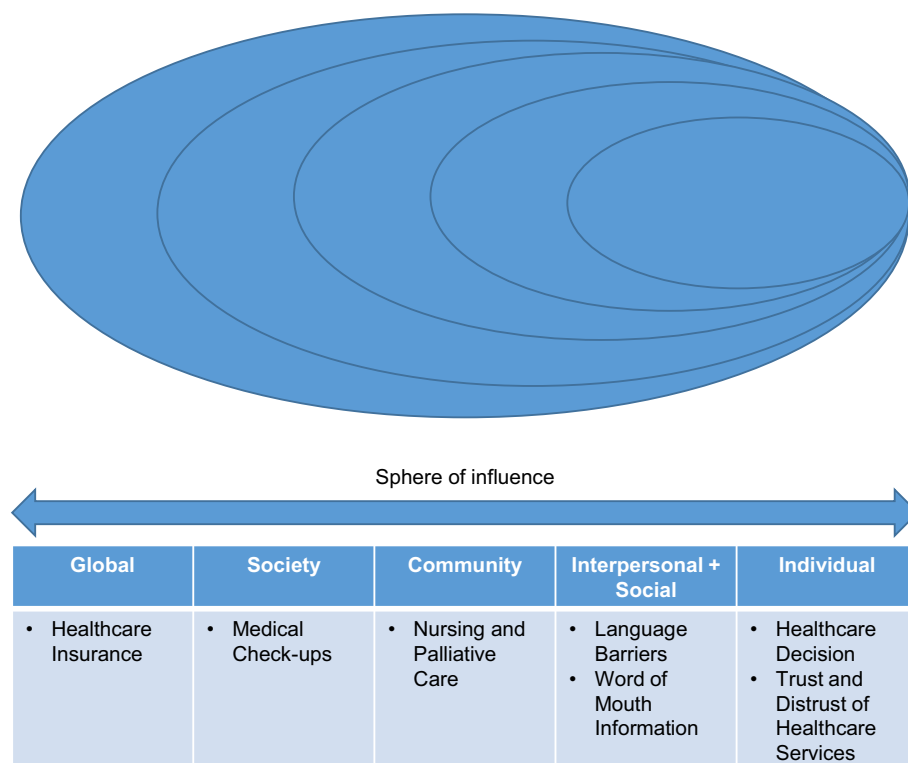 Sphere of influence
Global
Society
Community
Interpersonal +
Social
Individual
• Healthcare
Insurance
• Medical
Check-ups
• Nursing and
Palliative
Care
• Language
Barriers
• Word of
Mouth
Information
• Healthcare
Decision
• Trust and
Distrust of
Healthcare
Services